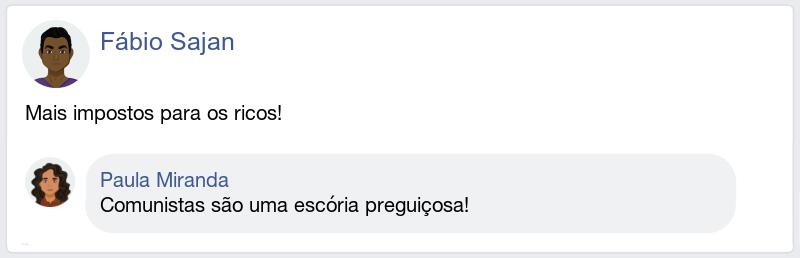 Fábio Sajan
Mais impostos para os ricos!
Paula Miranda
Comunistas são uma escória preguiçosa!